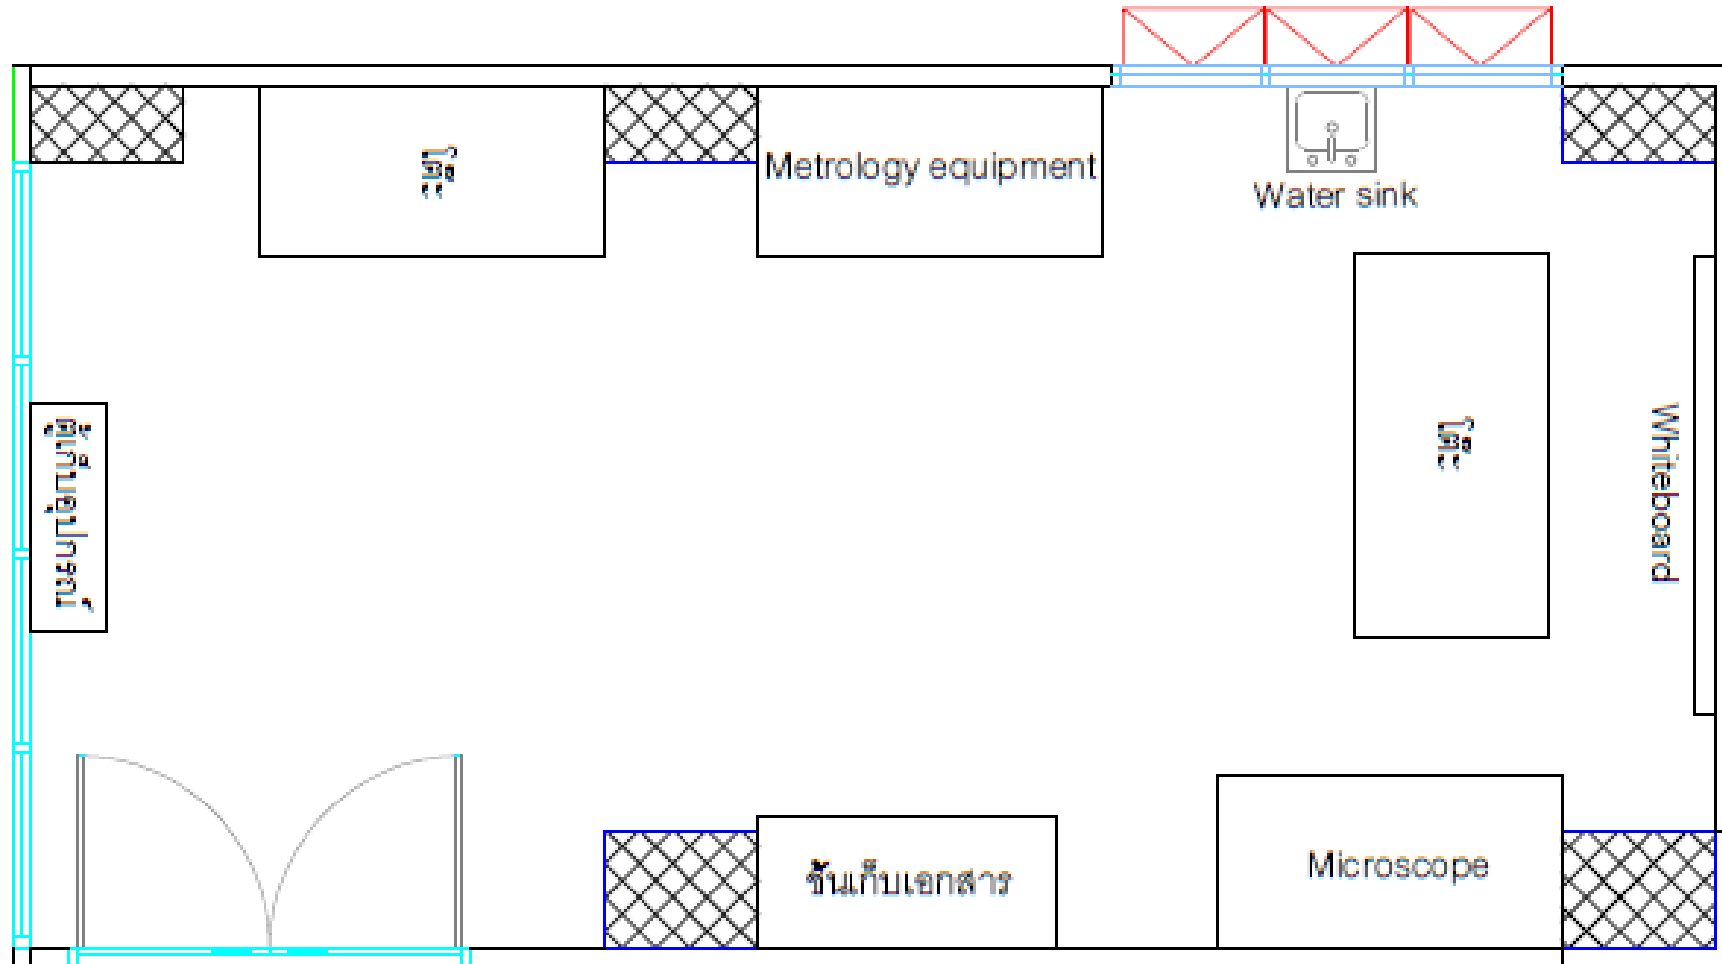 โต๊ะ
Metrology equipment
Water sink
ตู้เก็บอุปกรณ์
โต๊ะ
Whiteboard
ชั้นเก็บเอกสาร
Microscope